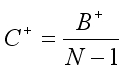 C⁺ = B⁺ / (N − 1)